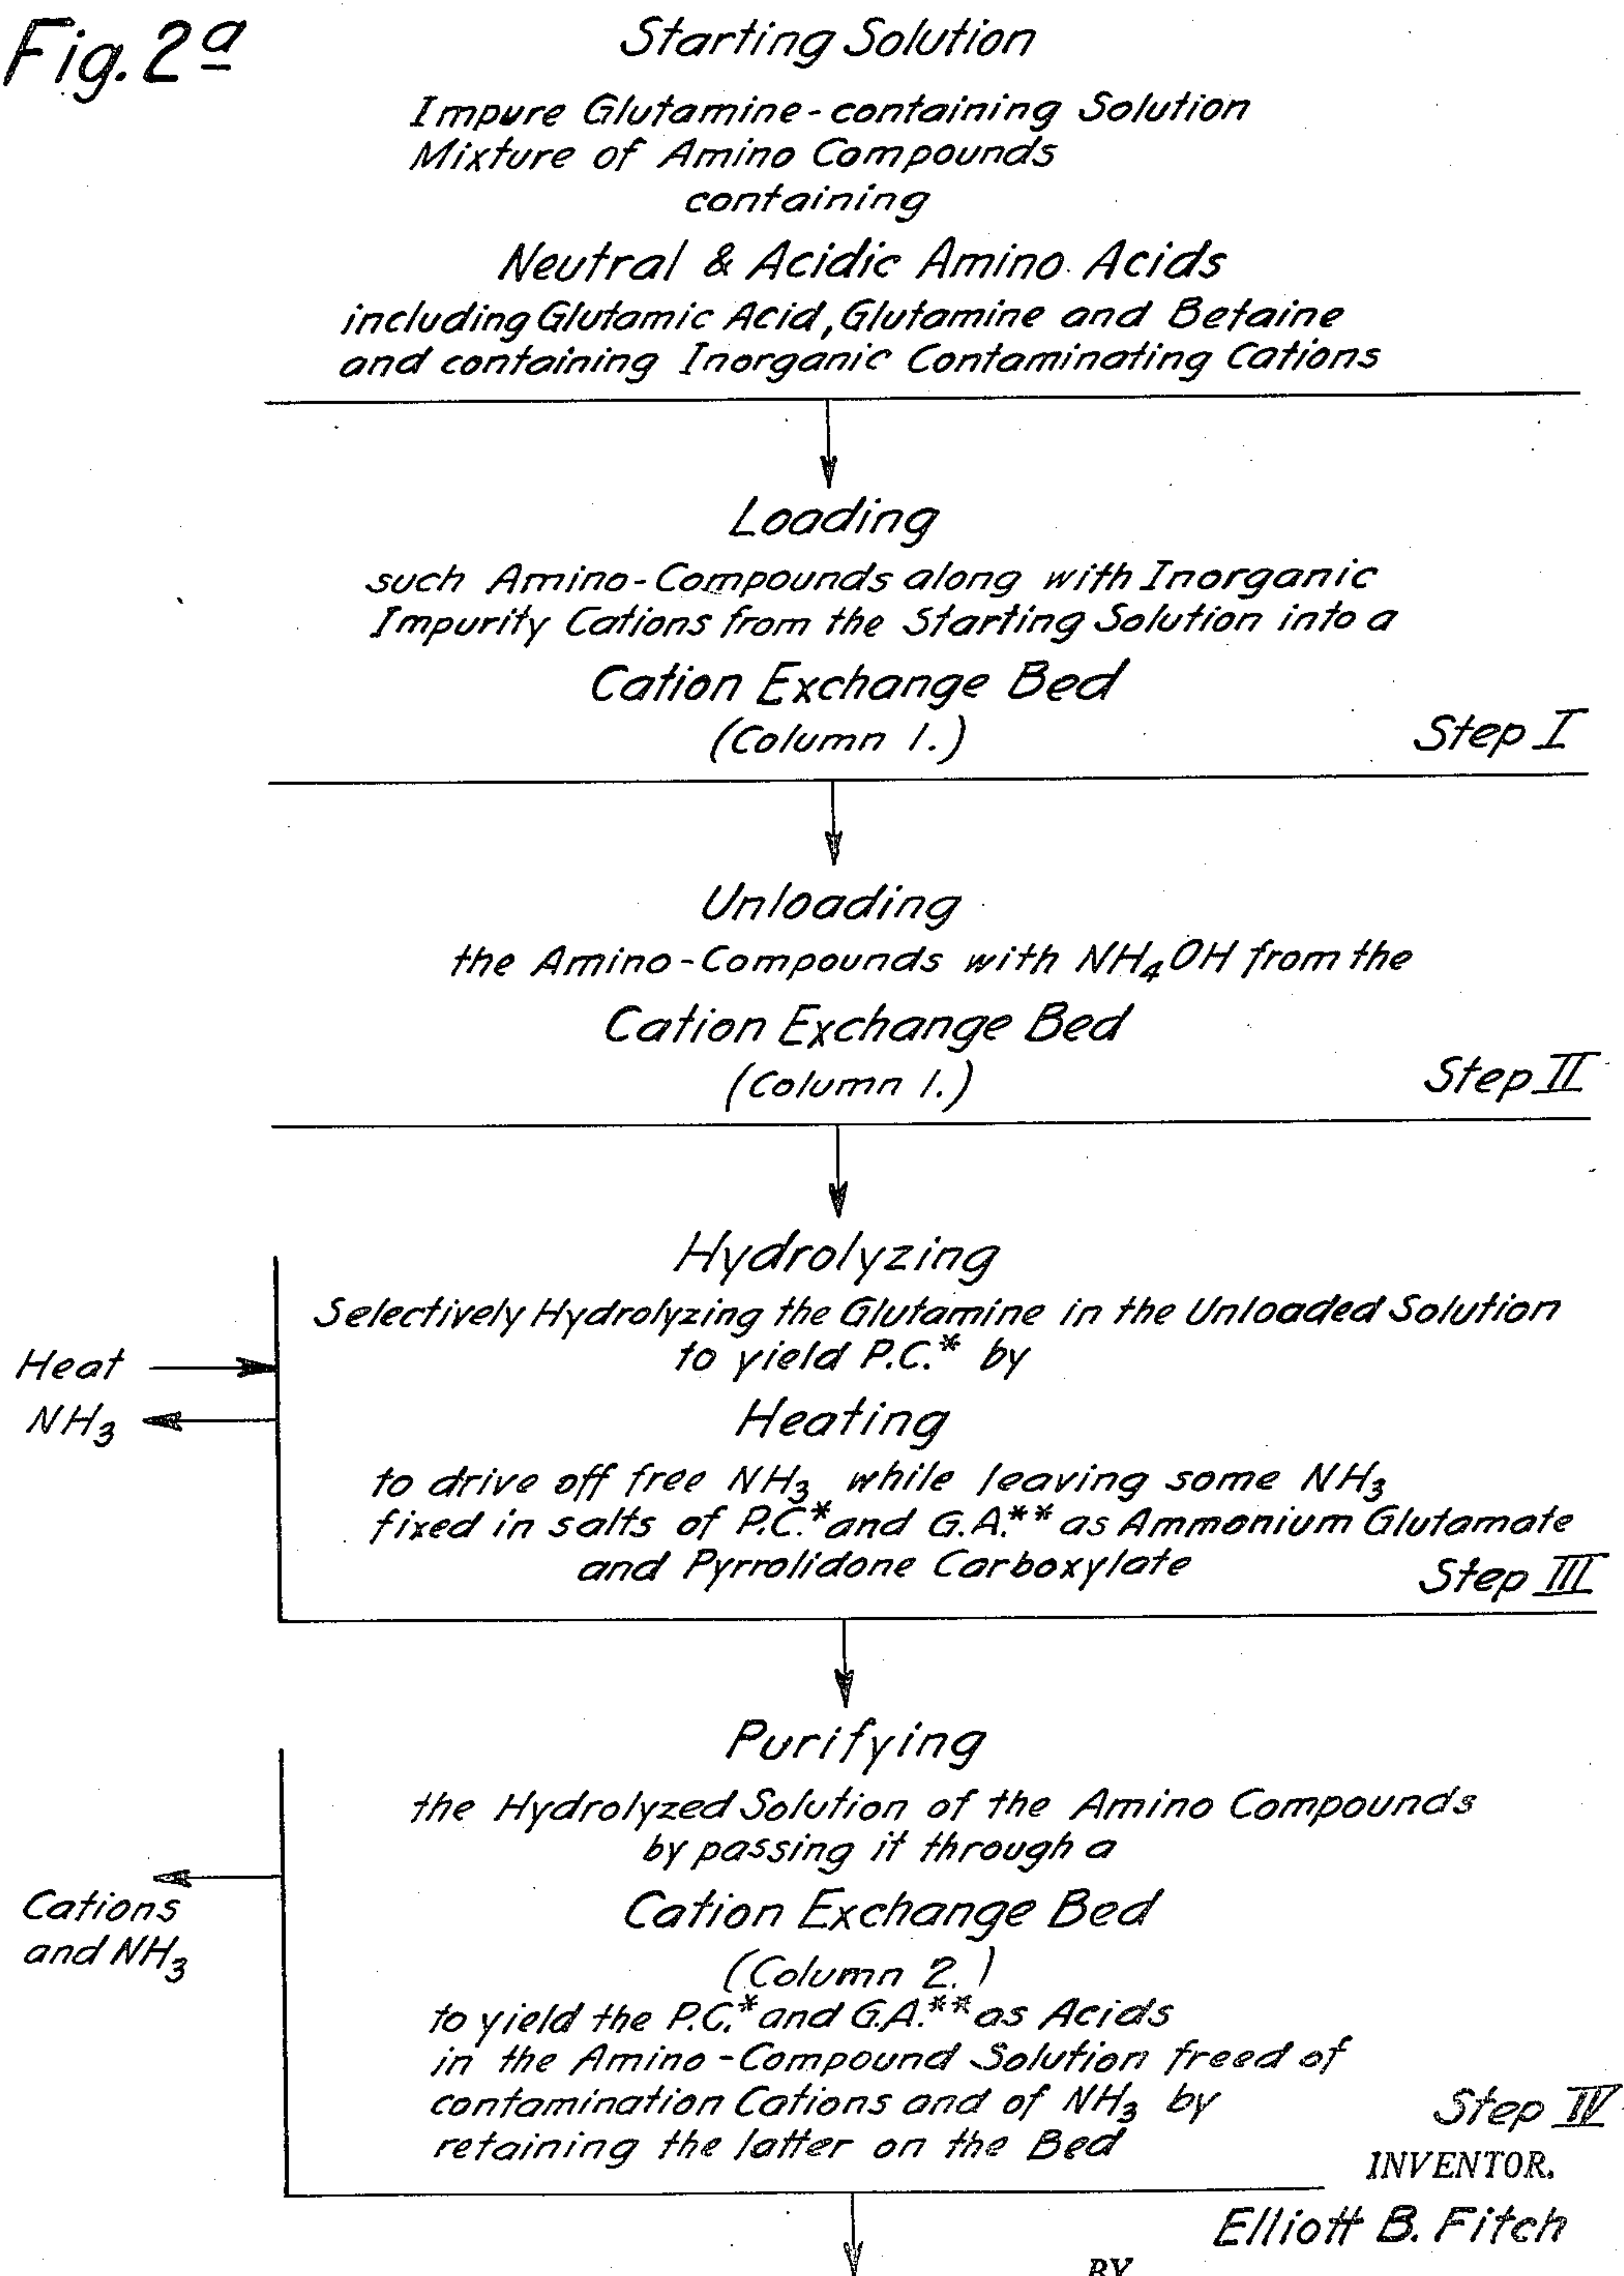 Fig. 2a
Starting Solution
Impure Glutamine-containing Solution
Mixture of Amino Compounds
containing
Neutral & Acidic Amino Acids
including Glutamic Acid, Glutamine and Betaine
and containing Inorganic Contaminating Cations
Loading
such Amino-Compounds along with Inorganic
Impurity Cations from the Starting Solution into a
Cation Exchange Bed
(Column 1.)
Step I
Unloading
the Amino-Compounds with NH4OH from the
Cation Exchange Bed
(Column 1.)
Step II
Hydrolyzing
Selectively Hydrolyzing the Glutamine in the Unloaded Solution
to yield P.C.* by
Heat
NH3
Heating
to drive off free NH3 while leaving some NH3
fixed in salts of P.C.* and G.A.** as Ammonium Glutamate
and Pyrrolidone Carboxylate
Step III
Purifying
the Hydrolyzed Solution of the Amino Compounds
by passing it through a
Cations
and NH3
Cation Exchange Bed
(Column 2.)
to yield the P.C.* and G.A.** as Acids
in the Amino-Compound Solution freed of
contamination Cations and of NH3 by
retaining the latter on the Bed
Step IV
INVENTOR.
Elliott B. Fitch
BY